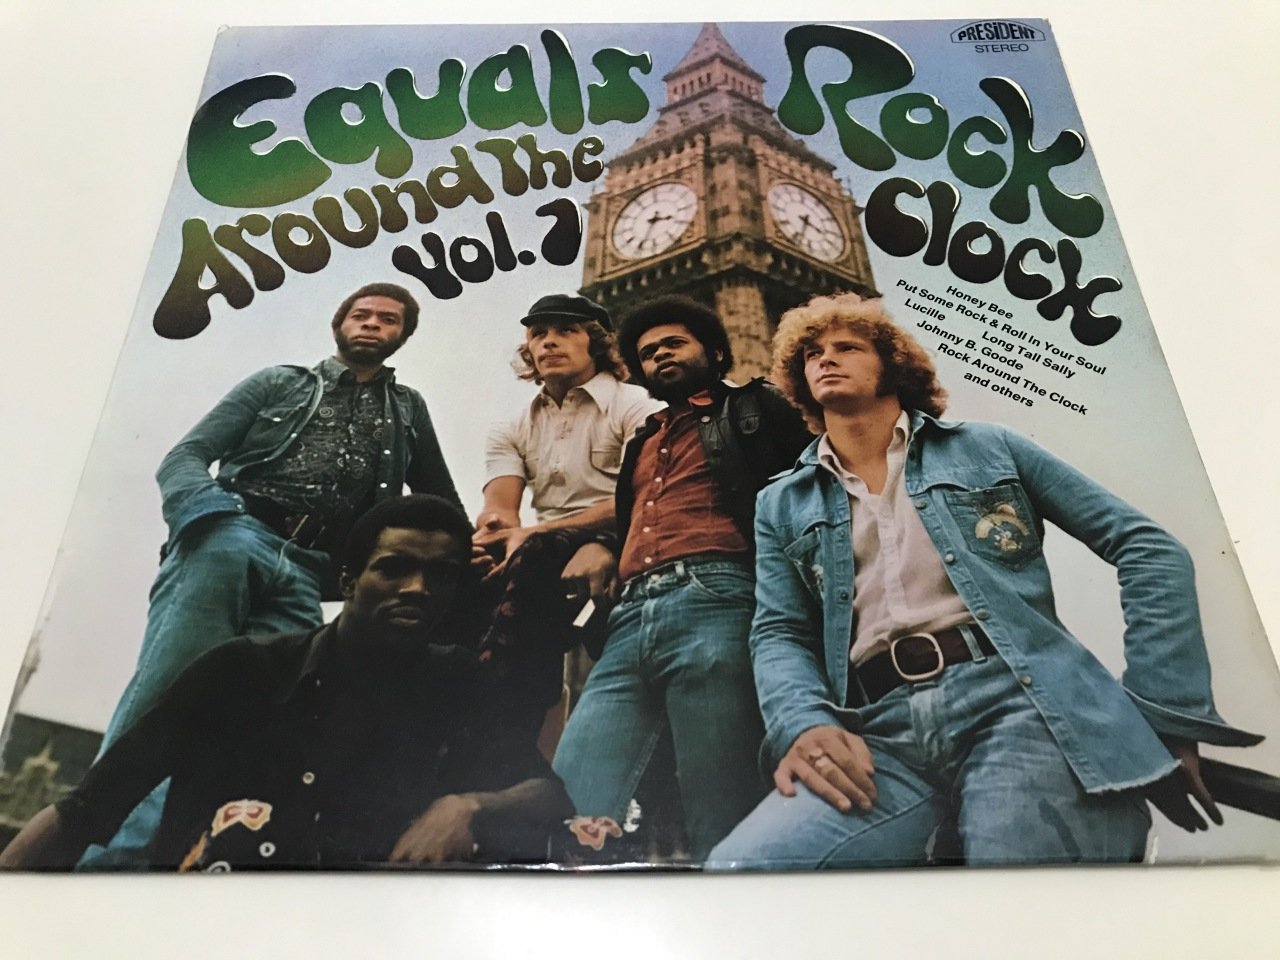 Equals
Around The
Vol. 1
Rock
Clock
PRESIDENT
STEREO
Honey Bee
Put Some Rock & Roll In Your Soul
Lucille Long Tall Sally
Johnny B. Goode
Rock Around The Clock
and others